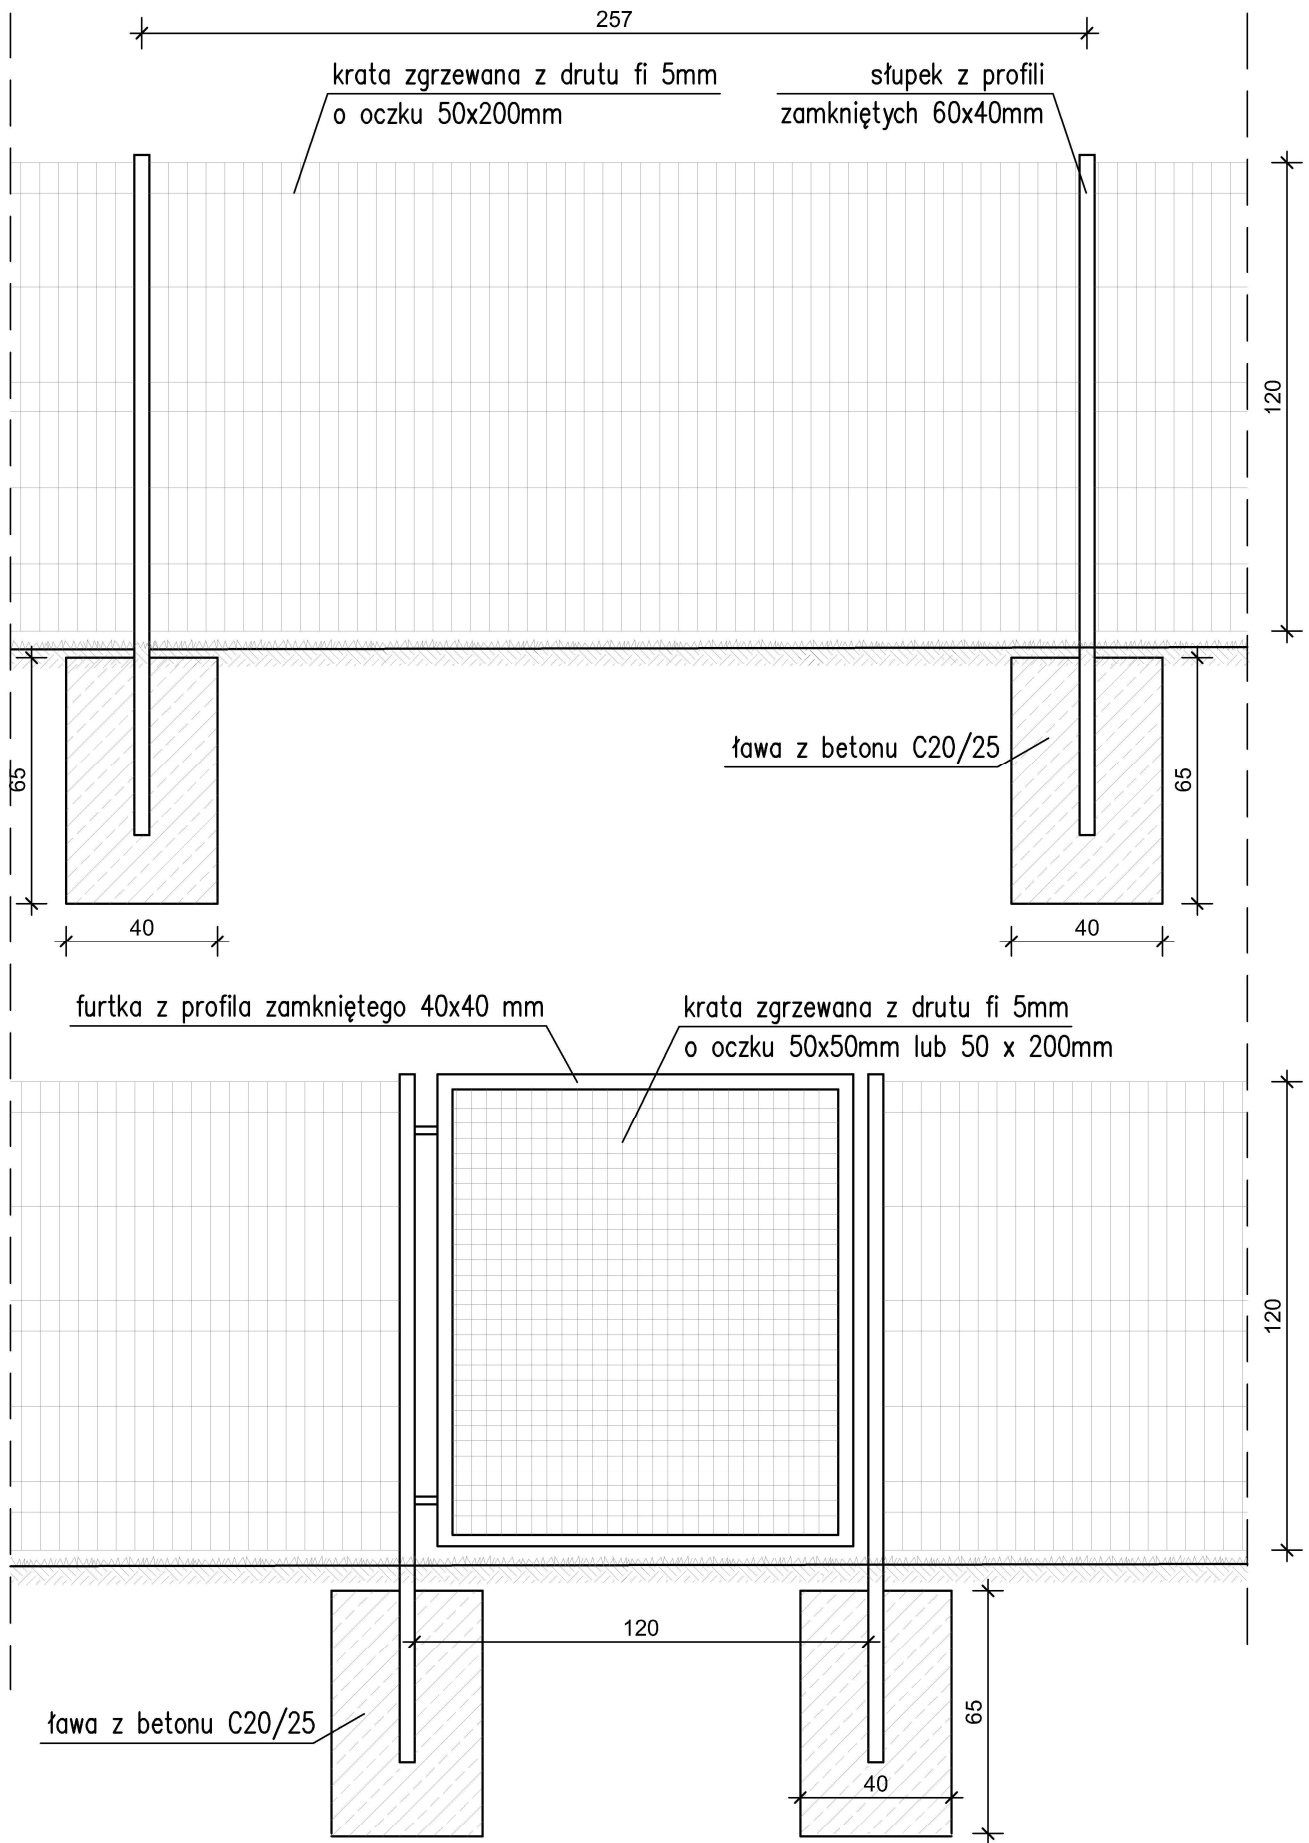 257
krata zgrzewana z drutu fi 5mm
o oczku 50x200mm
słupek z profili
zamkniętych 60x40mm
120
ława z betonu C20/25
65
65
40
40
furtka z profila zamkniętego 40x40 mm
krata zgrzewana z drutu fi 5mm
o oczku 50x50mm lub 50 x 200mm
120
120
ława z betonu C20/25
65
40